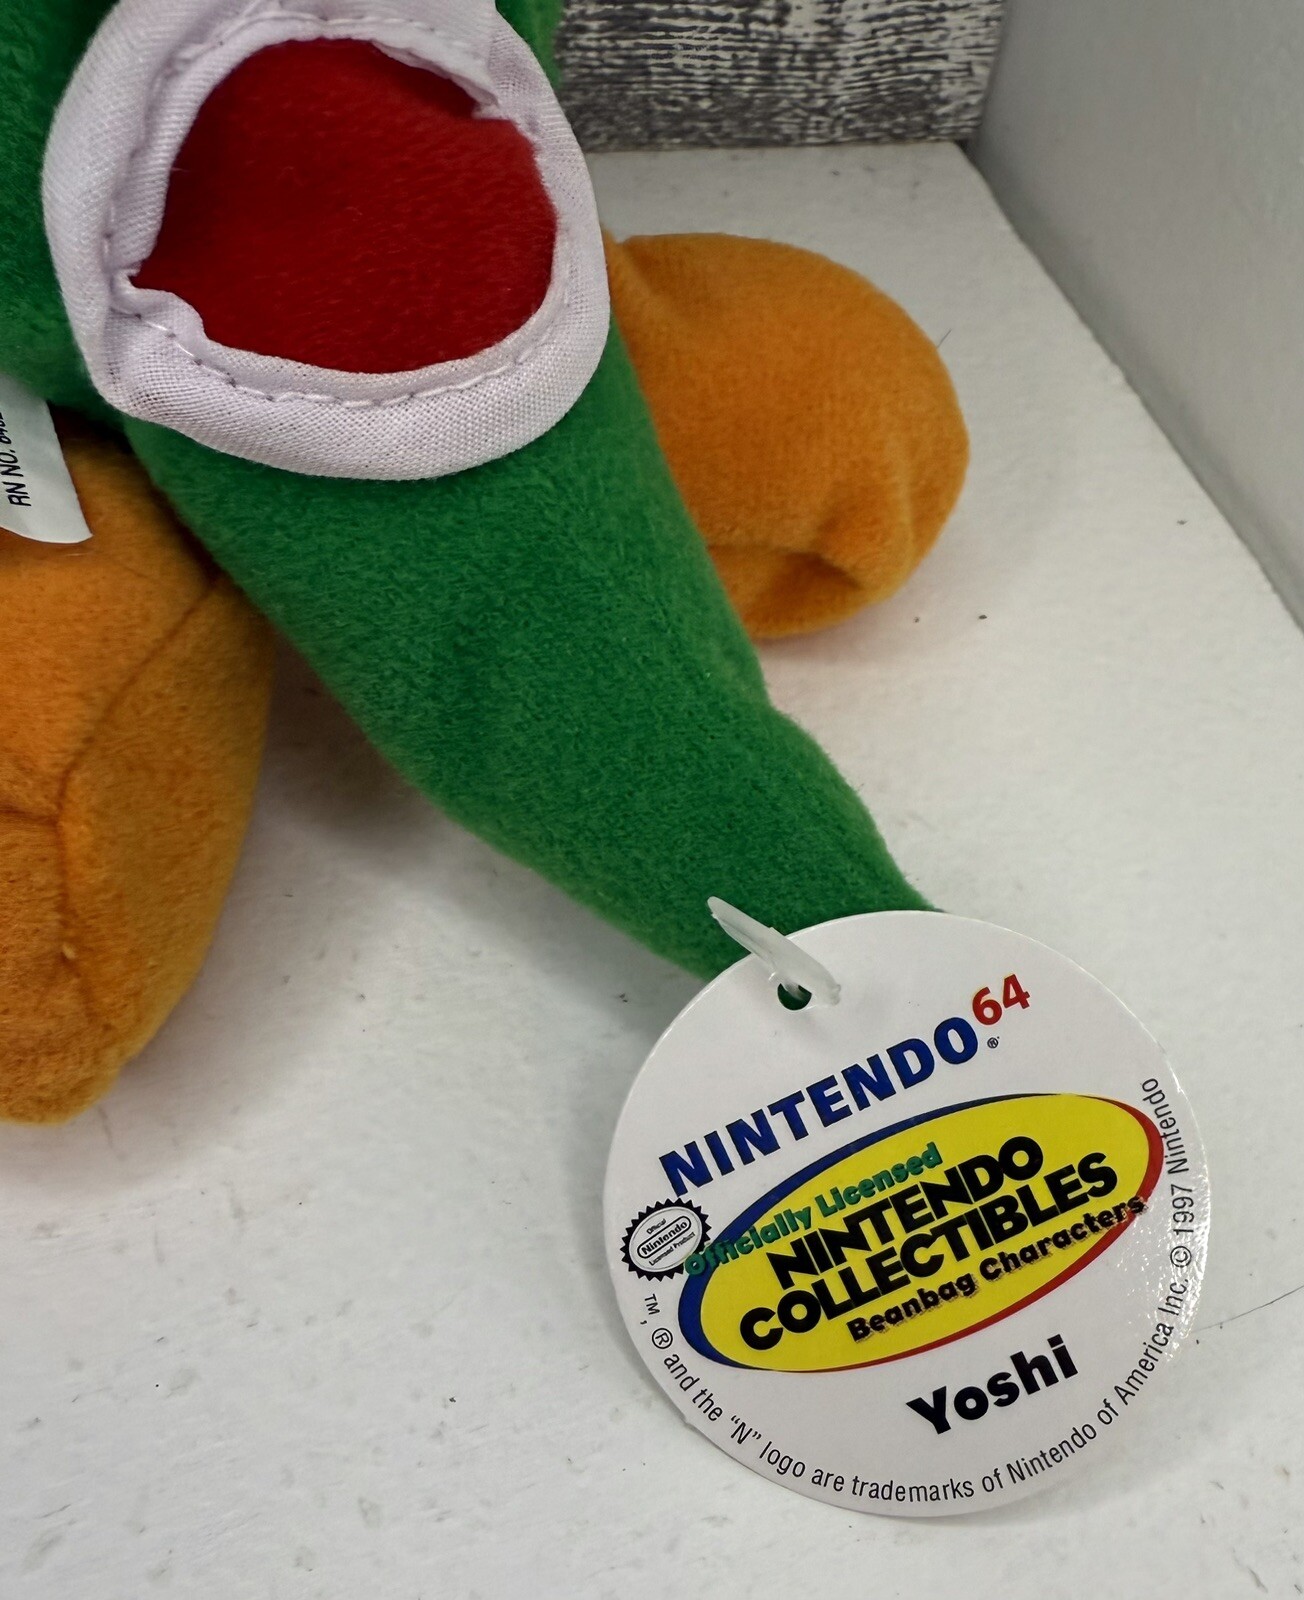 RN NO.
NINTENDO64
®
Officially Licensed
NINTENDO
COLLECTIBLES
Beanbag Characters
Official
Nintendo
Licensed Product
Yoshi
™, ® and the "N" logo are trademarks of Nintendo of America Inc. © 1997 Nintendo